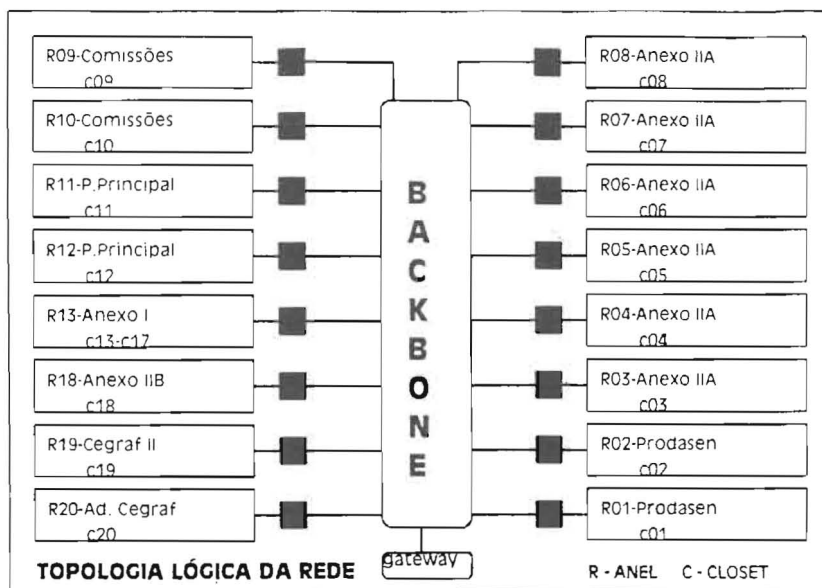 R09-Comissões
c09
R10-Comissões
c10
R11-P.Principal
c11
R12-P.Principal
c12
R13-Anexo I
c13-c17
R18-Anexo IIB
c18
R19-Cegraf II
c19
R20-Ad. Cegraf
c20
BACKBONE
gateway
R08-Anexo IIA
c08
R07-Anexo IIA
c07
R06-Anexo IIA
c06
R05-Anexo IIA
c05
R04-Anexo IIA
c04
R03-Anexo IIA
c03
R02-Prodasen
c02
R01-Prodasen
c01
TOPOLOGIA LÓGICA DA REDE
R - ANEL C - CLOSET